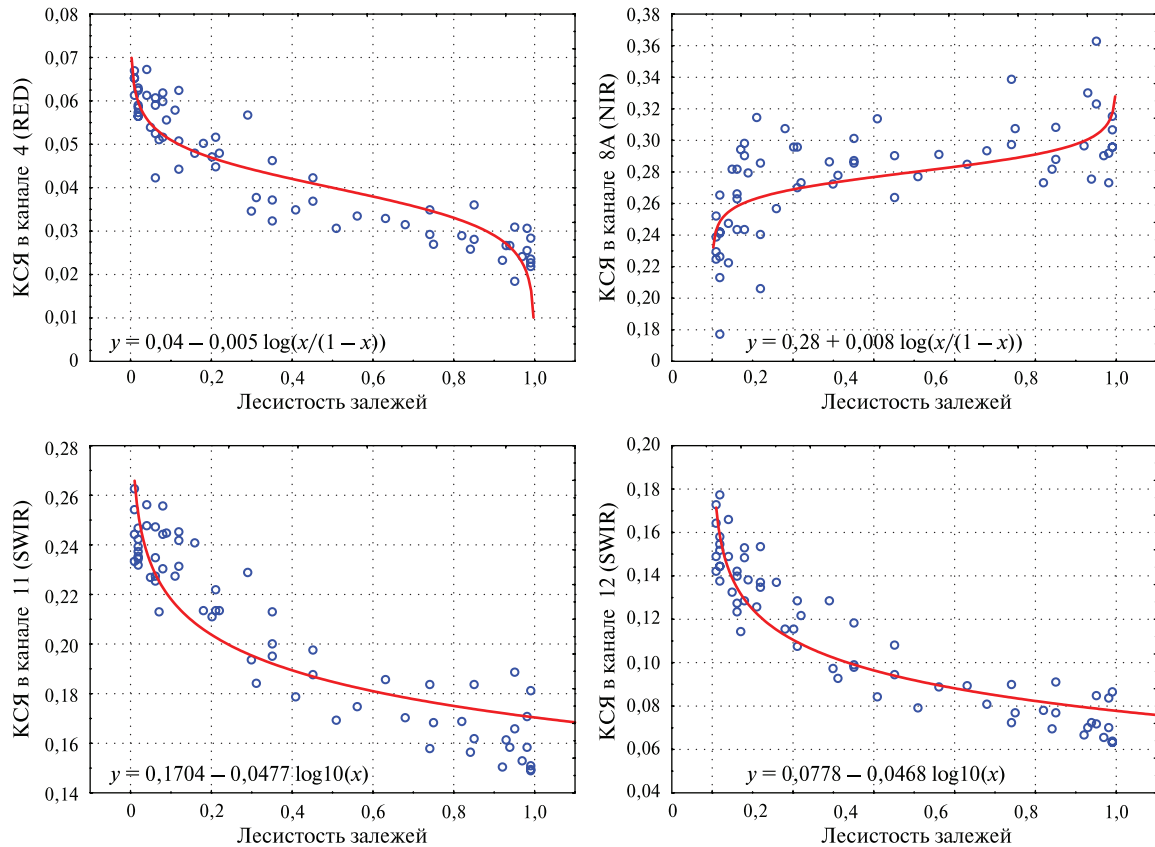 0,08
0,07
0,06
0,05
0,04
0,03
0,02
0,01
0
КСЯ в канале 4 (RED)
y = 0,04 – 0,005 log(x/(1 – x))
0 0,2 0,4 0,6 0,8 1,0
Лесистость залежей
0,38
0,36
0,34
0,32
0,30
0,28
0,26
0,24
0,22
0,20
0,18
0
КСЯ в канале 8A (NIR)
y = 0,28 + 0,008 log(x/(1 – x))
0 0,2 0,4 0,6 0,8 1,0
Лесистость залежей
0,28
0,26
0,24
0,22
0,20
0,18
0,16
0,14
КСЯ в канале 11 (SWIR)
y = 0,1704 – 0,0477 log10(x)
0 0,2 0,4 0,6 0,8 1,0
Лесистость залежей
0,20
0,18
0,16
0,14
0,12
0,10
0,08
0,06
0,04
КСЯ в канале 12 (SWIR)
y = 0,0778 – 0,0468 log10(x)
0 0,2 0,4 0,6 0,8 1,0
Лесистость залежей